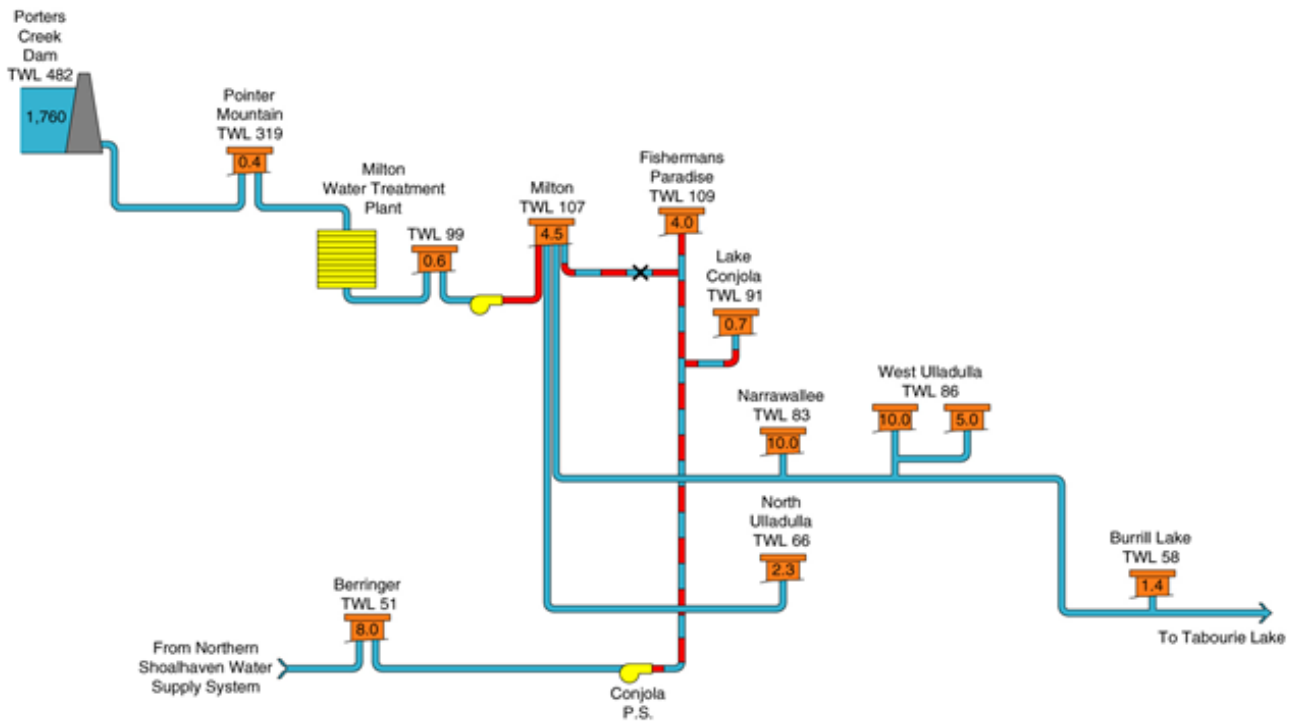 Porters
Creek
Dam
TWL 482
1,760
Pointer
Mountain
TWL 319
0.4
Milton
Water Treatment
Plant
TWL 99
0.6
Milton
TWL 107
4.5
Fishermans
Paradise
TWL 109
4.0
Lake
Conjola
TWL 91
0.7
Narrawallee
TWL 83
10.0
West Ulladulla
TWL 86
10.0
5.0
North
Ulladulla
TWL 66
2.3
Burrill Lake
TWL 58
1.4
To Tabourie Lake
Berringer
TWL 51
8.0
From Northern
Shoalhaven Water
Supply System
Conjola
P.S.